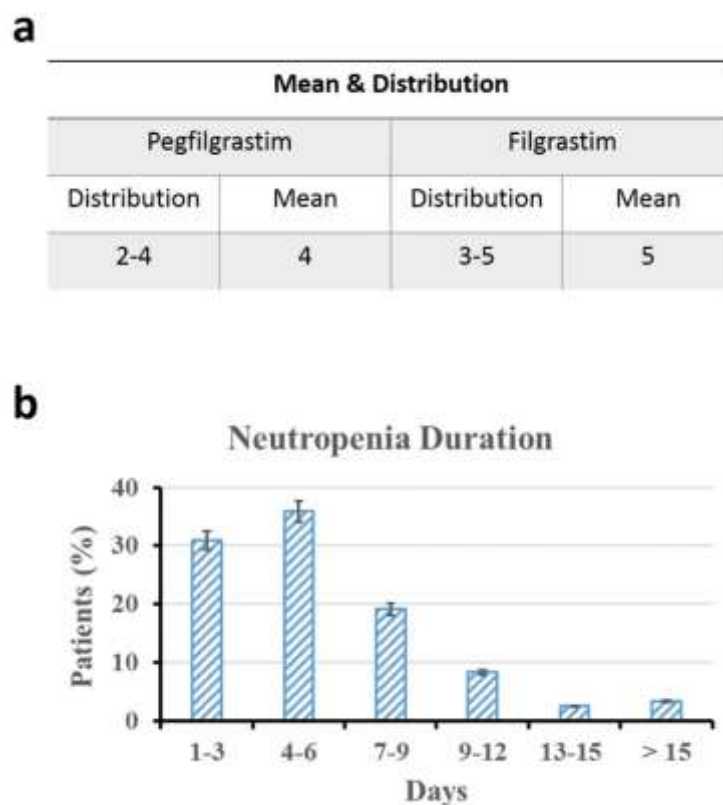 a
Mean & Distribution
Pegfilgrastim Filgrastim
Distribution Mean Distribution Mean
2-4 4 3-5 5
b
Neutropenia Duration
40
30
20
10
0
Patients (%)
1-3 4-6 7-9 9-12 13-15 > 15
Days